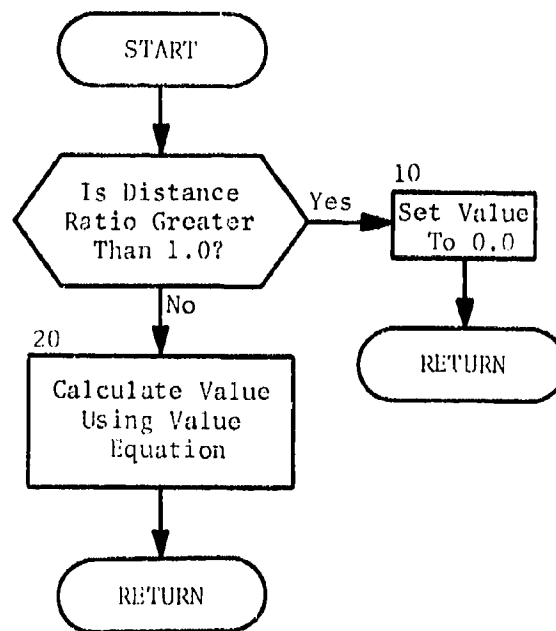 START
Is Distance
Ratio Greater
Than 1.0?
Yes
10
Set Value
To 0.0
RETURN
No
20
Calculate Value
Using Value
Equation
RETURN